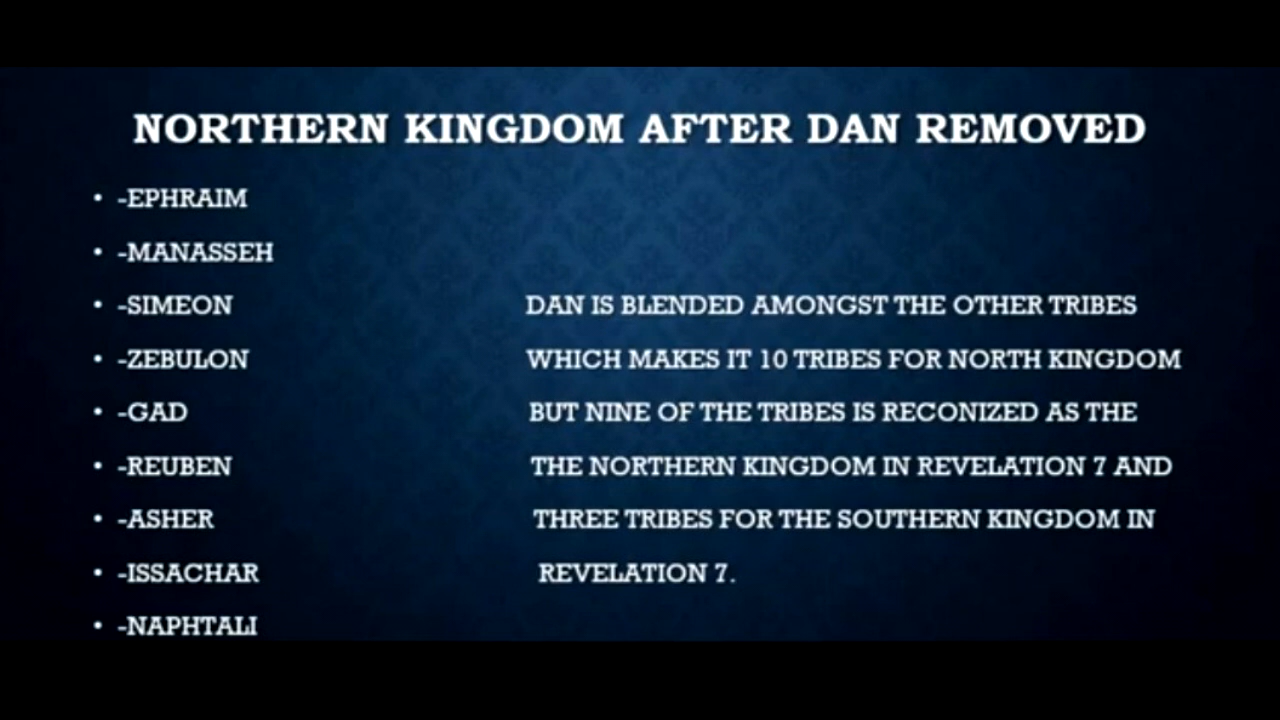 NORTHERN KINGDOM AFTER DAN REMOVED
• -EPHRAIM
• -MANASSEH
• -SIMEON
• -ZEBULON
• -GAD
• -REUBEN
• -ASHER
• -ISSACHAR
• -NAPHTALI
DAN IS BLENDED AMONGST THE OTHER TRIBES
WHICH MAKES IT 10 TRIBES FOR NORTH KINGDOM
BUT NINE OF THE TRIBES IS RECONIZED AS THE
THE NORTHERN KINGDOM IN REVELATION 7 AND
THREE TRIBES FOR THE SOUTHERN KINGDOM IN
REVELATION 7.